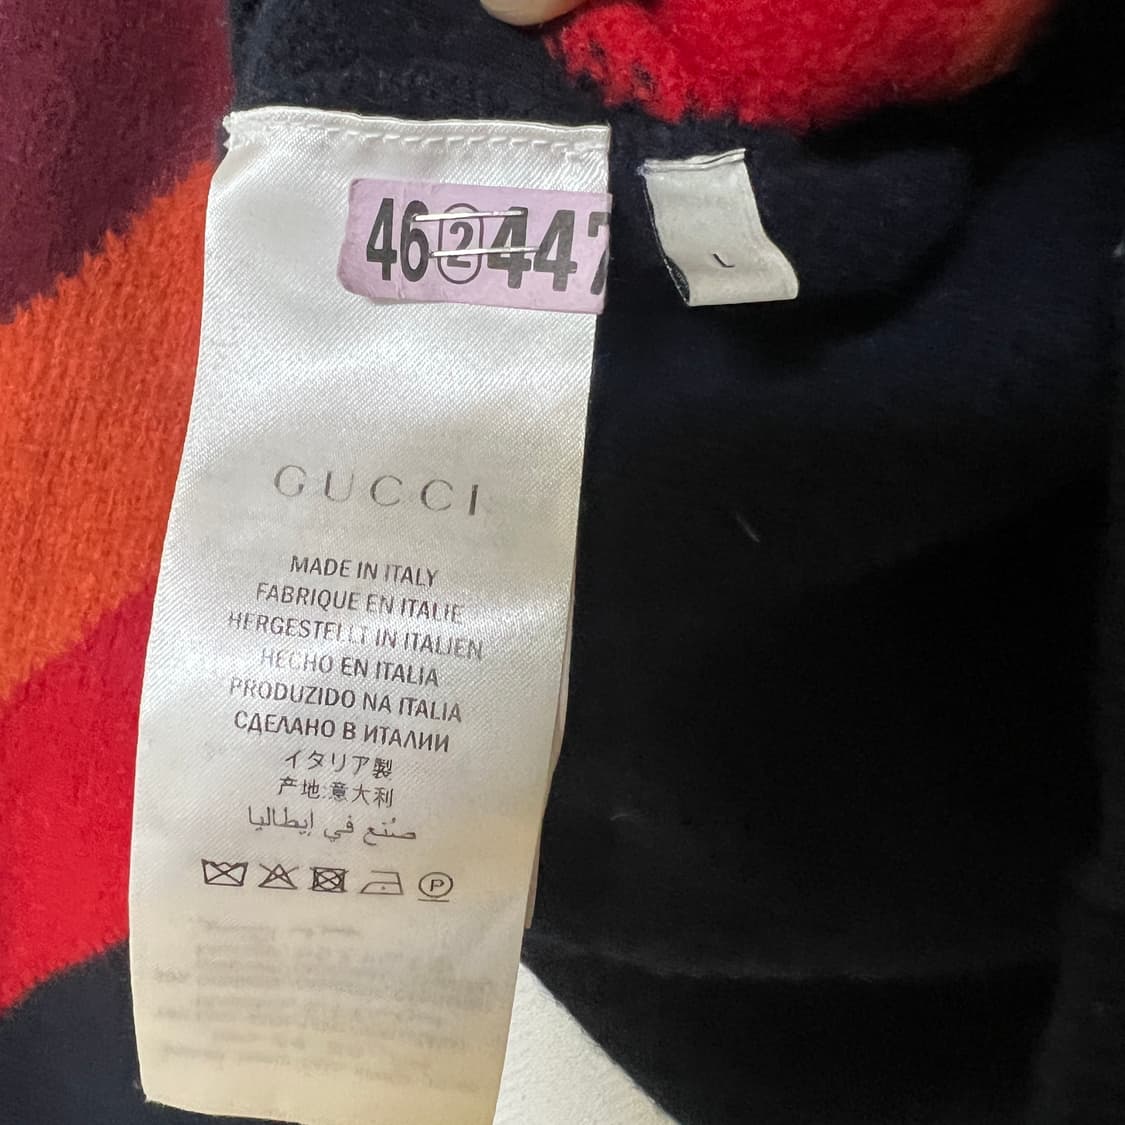 46②447
L
GUCCI
MADE IN ITALY
FABRIQUE EN ITALIE
HERGESTELLT IN ITALIEN
HECHO EN ITALIA
PRODUZIDO NA ITALIA
СДЕЛАНО В ИТАЛИИ
イタリア製
产地:意大利
صُنع في إيطاليا
P